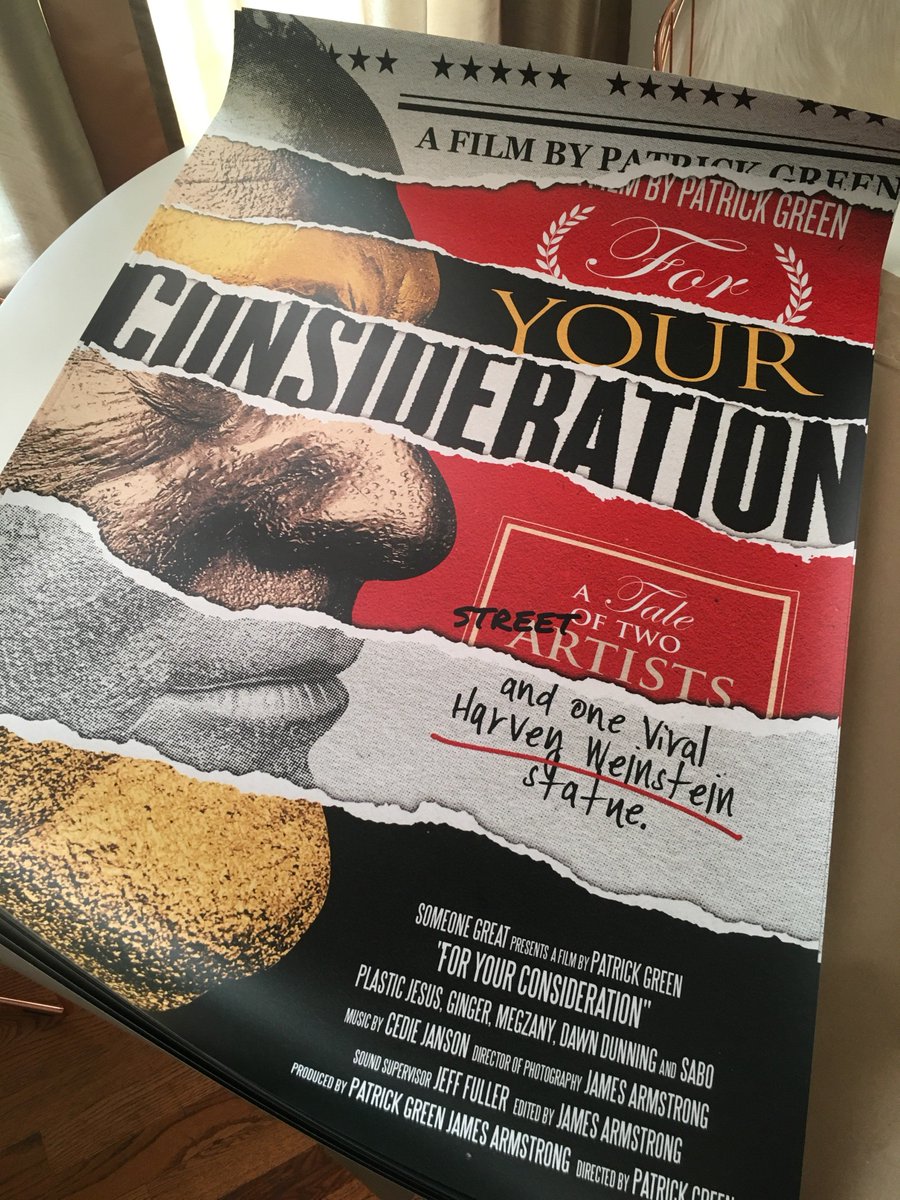 A FILM BY PATRICK GREEN
FILM BY PATRICK GREEN
For
YOUR
CONSIDERATION
A Tale
STREET OF TWO
ARTISTS
and one viral
Harvey Weinstein
statue.
SOMEONE GREAT PRESENTS A FILM BY PATRICK GREEN
"FOR YOUR CONSIDERATION"
PLASTIC JESUS, GINGER, MEGZANY, DAWN DUNNING AND SABO
MUSIC BY CEDIE JANSON DIRECTOR OF PHOTOGRAPHY JAMES ARMSTRONG
SOUND SUPERVISOR JEFF FULLER EDITED BY JAMES ARMSTRONG
PRODUCED BY PATRICK GREEN JAMES ARMSTRONG DIRECTED BY PATRICK GREEN